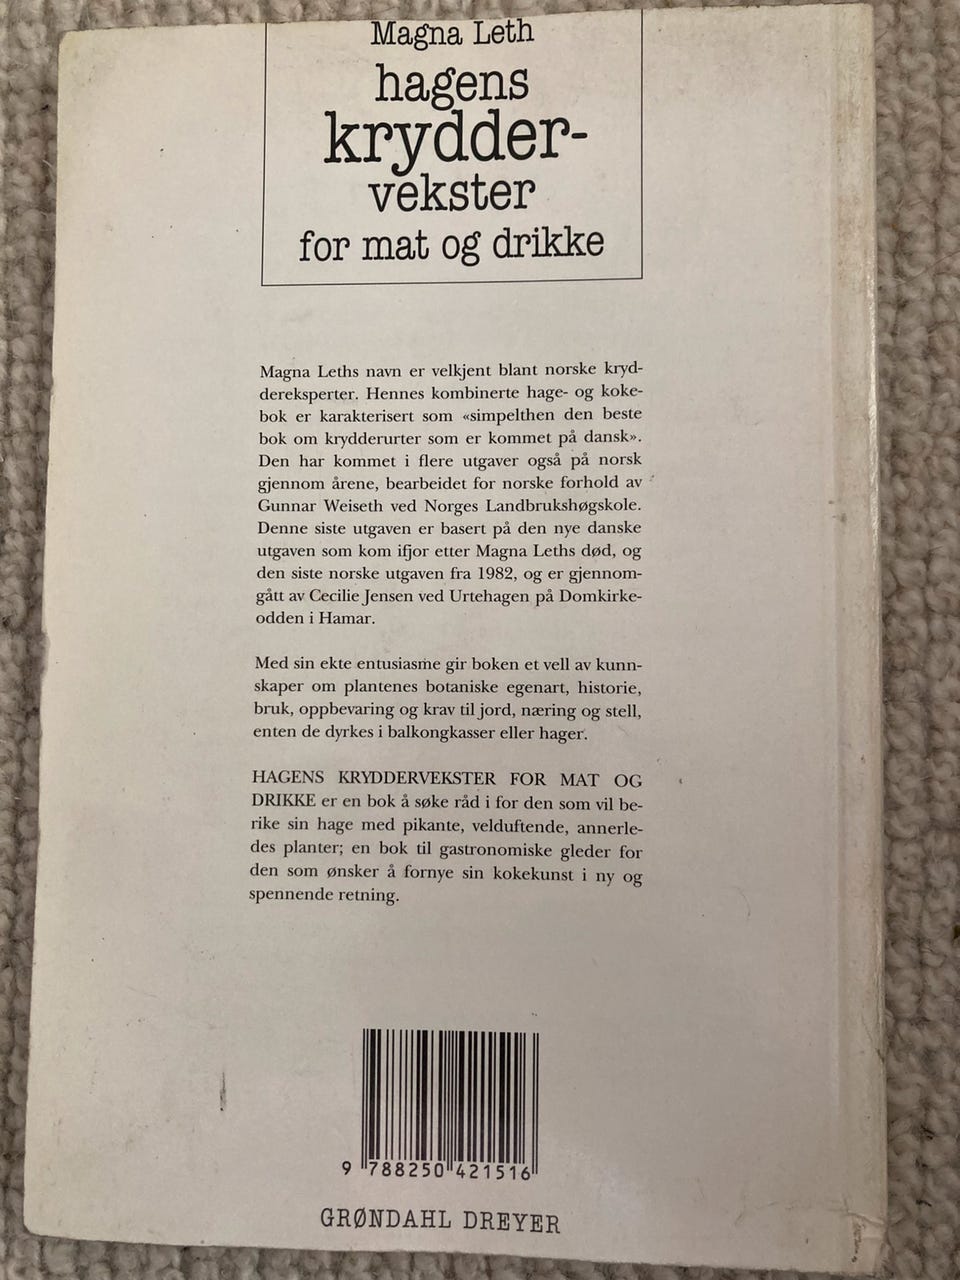 Magna Leth
hagens
krydder-
vekster
for mat og drikke
Magna Leths navn er velkjent blant norske kryd-
dereksperter. Hennes kombinerte hage- og koke-
bok er karakterisert som «simpelthen den beste
bok om krydderurter som er kommet på dansk».
Den har kommet i flere utgaver også på norsk
gjennom årene, bearbeidet for norske forhold av
Gunnar Weiseth ved Norges Landbrukshøgskole.
Denne siste utgaven er basert på den nye danske
utgaven som kom ifjor etter Magna Leths død, og
den siste norske utgaven fra 1982, og er gjennom-
gått av Cecilie Jensen ved Urtehagen på Domkirke-
odden i Hamar.
Med sin ekte entusiasme gir boken et vell av kunn-
skaper om plantenes botaniske egenart, historie,
bruk, oppbevaring og krav til jord, næring og stell,
enten de dyrkes i balkongkasser eller hager.
HAGENS KRYDDERVEKSTER FOR MAT OG
DRIKKE er en bok å søke råd i for den som vil be-
rike sin hage med pikante, velduftende, annerle-
des planter; en bok til gastronomiske gleder for
den som ønsker å fornye sin kokekunst i ny og
spennende retning.
9 788250 421516
GRØNDAHL DREYER